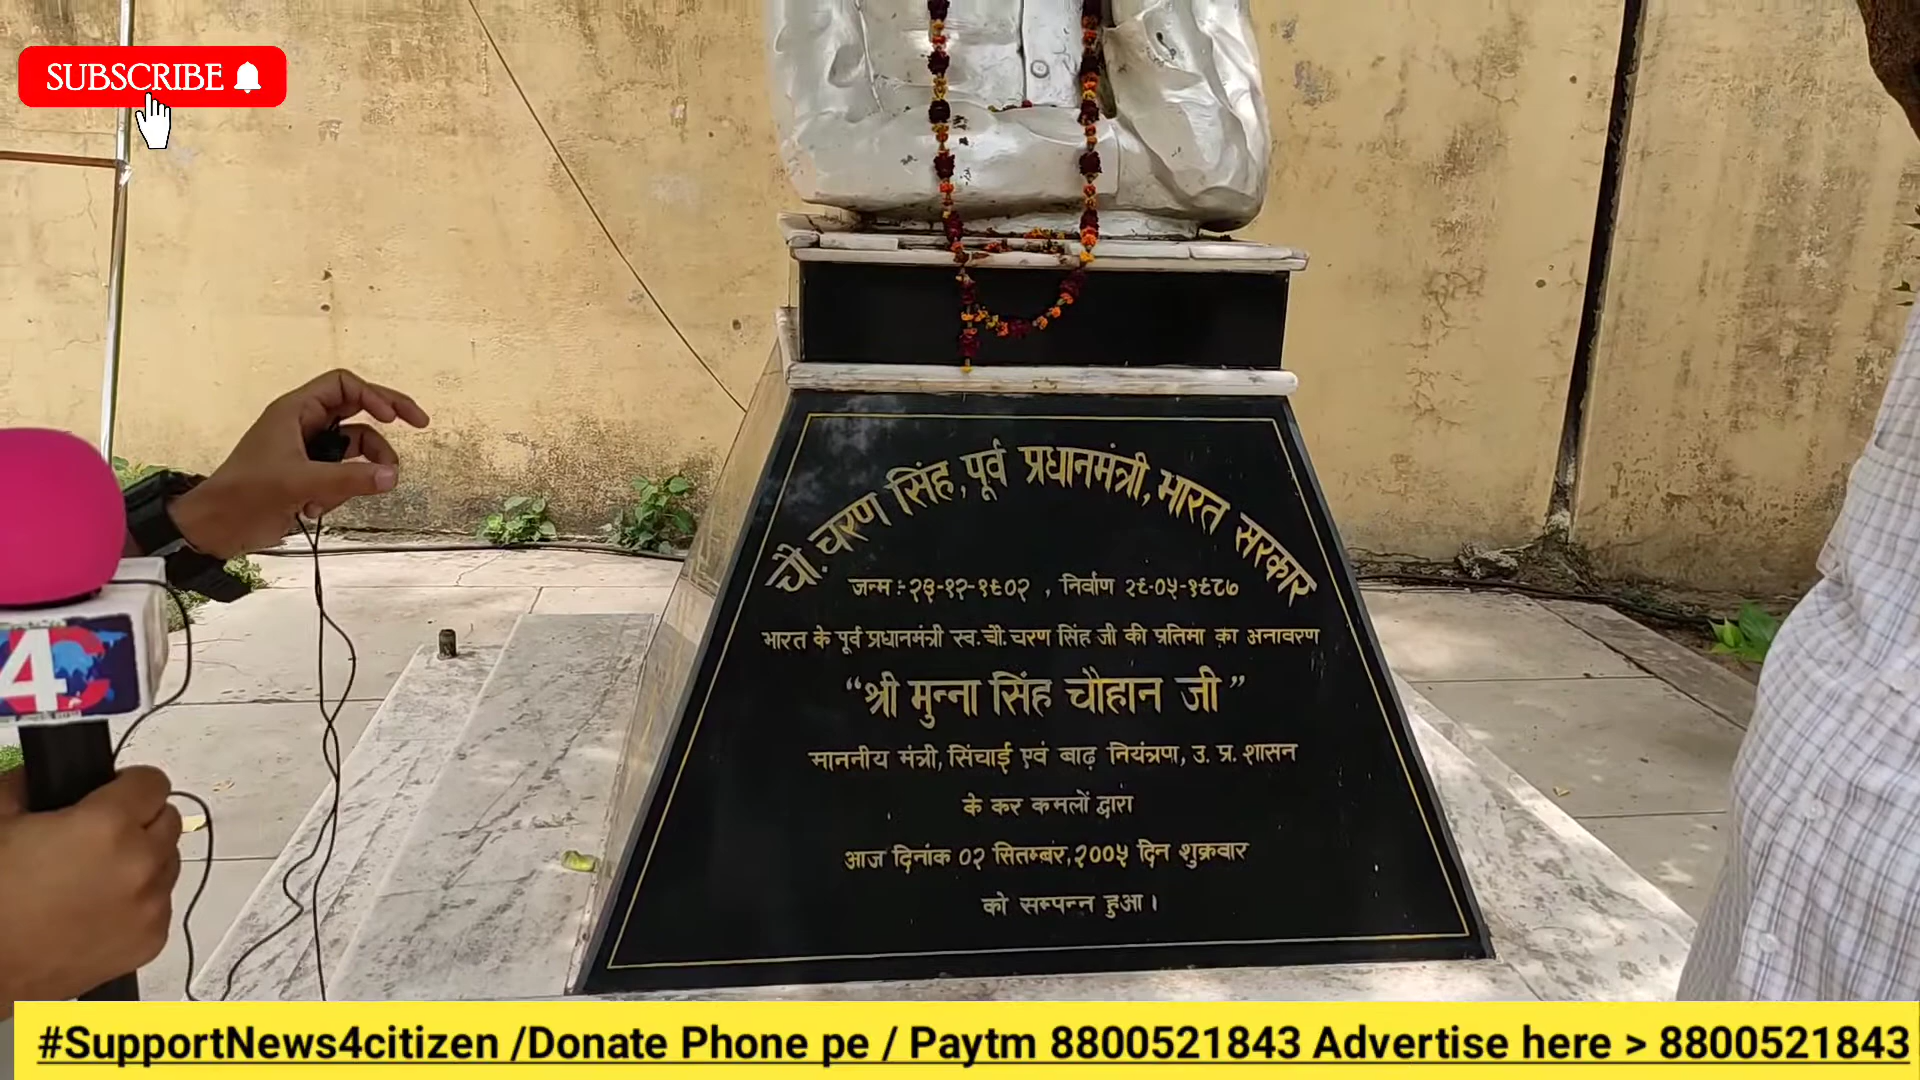 SUBSCRIBE
चौ. चरण सिंह, पूर्व प्रधानमंत्री, भारत सरकार
जन्म :- २३-१२-१९०२ , निर्वाण २९-०५-१९८७
भारत के पूर्व प्रधानमंत्री स्व. चौ. चरण सिंह जी की प्रतिमा का अनावरण
“श्री मुन्ना सिंह चौहान जी”
माननीय मंत्री, सिंचाई एवं बाढ़ नियंत्रण, उ. प्र. शासन
के कर कमलों द्वारा
आज दिनांक ०२ सितम्बर, २००५ दिन शुक्रवार
को सम्पन्न हुआ।
4
#SupportNews4citizen /Donate Phone pe / Paytm 8800521843 Advertise here > 8800521843